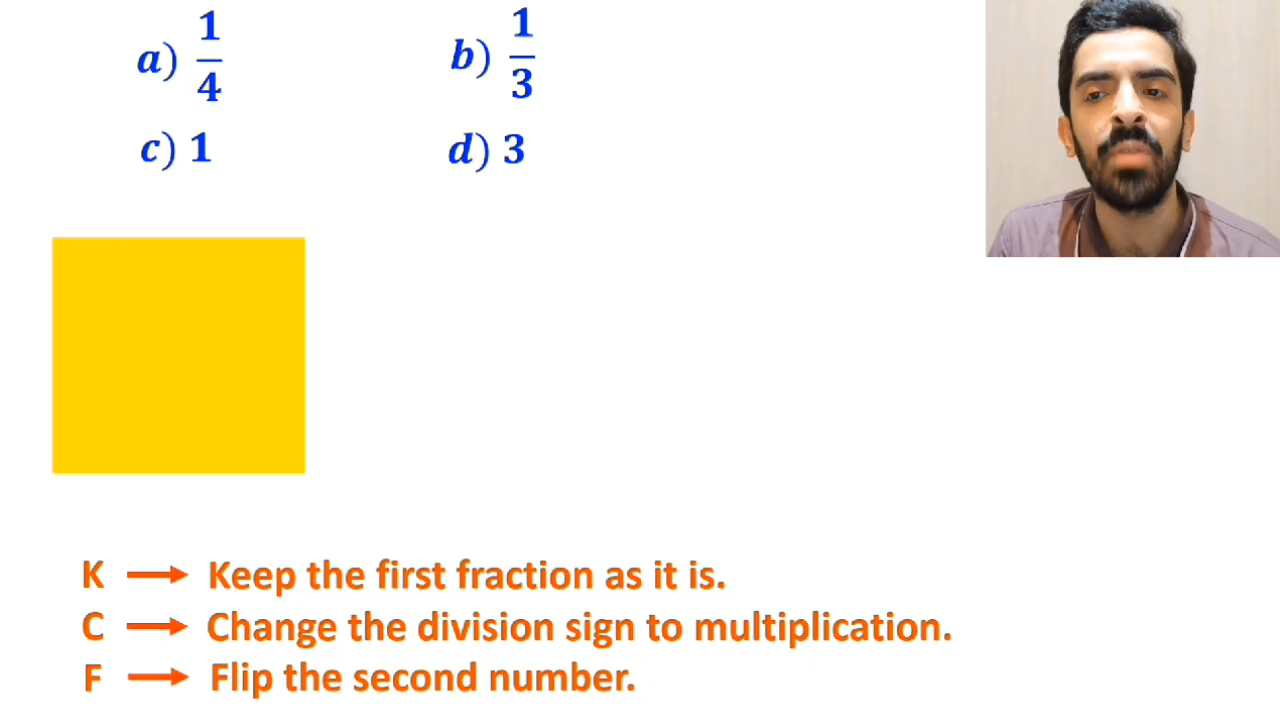 a) 1/4 b) 1/3
c) 1 d) 3
K → Keep the first fraction as it is.
C → Change the division sign to multiplication.
F → Flip the second number.